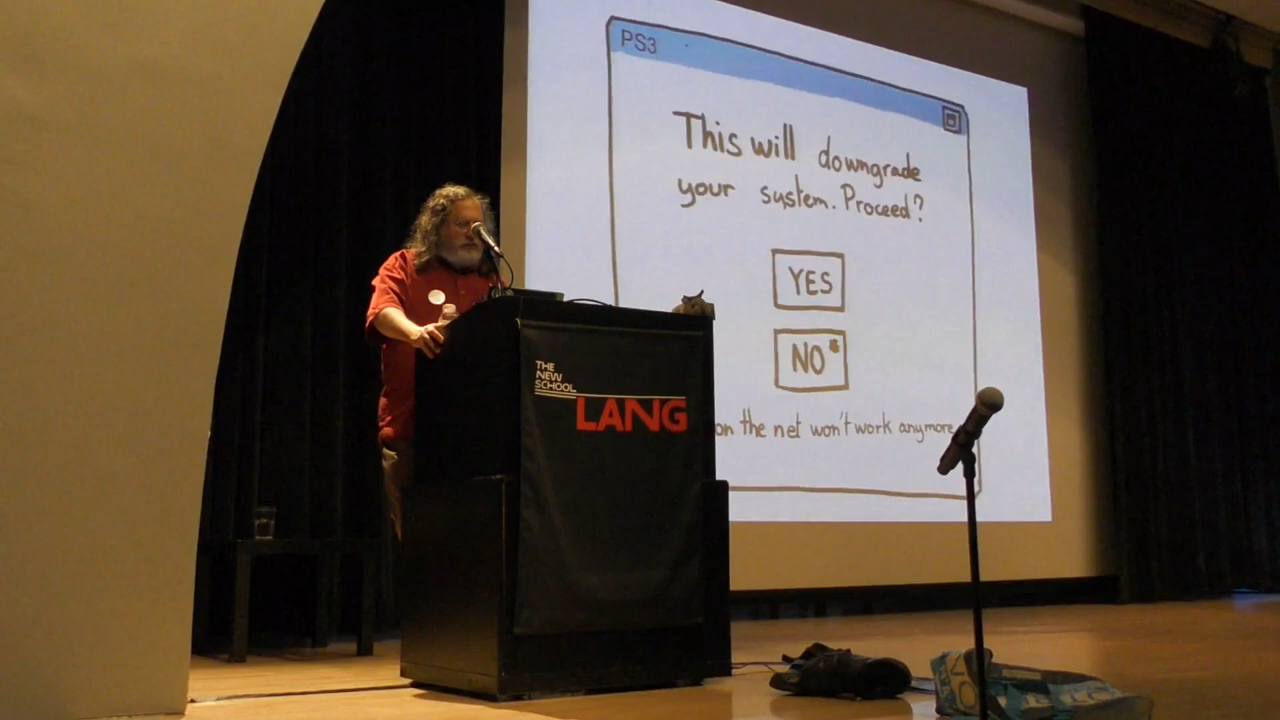 PS3
This will downgrade
your system. Proceed?
YES
NO*
on the net won't work anymore
THE
NEW
SCHOOL
LANG